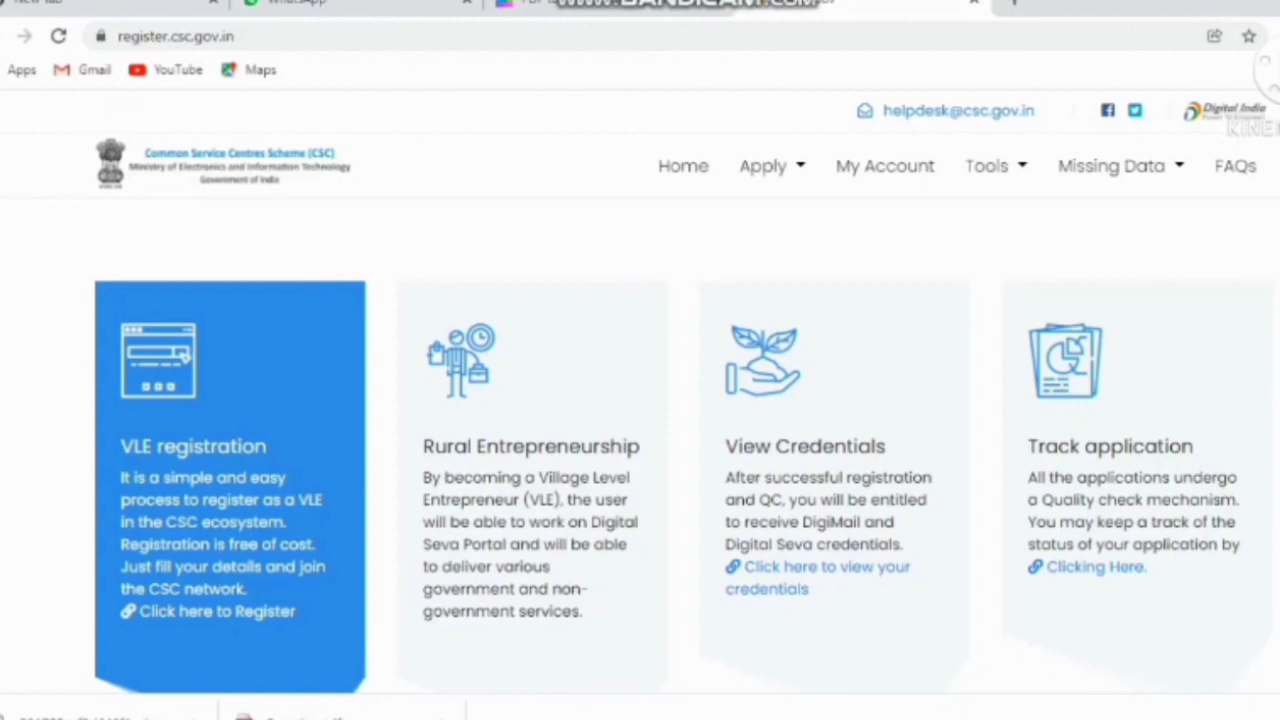 WhatsApp
www.BANDICAM.com
register.csc.gov.in
Apps Gmail YouTube Maps
helpdesk@csc.gov.in Digital India
Common Service Centres Scheme (CSC)
Ministry of Electronics and Information Technology
Government of India
Home Apply My Account Tools Missing Data FAQs
VLE registration
It is a simple and easy
process to register as a VLE
in the CSC ecosystem.
Registration is free of cost.
Just fill your details and join
the CSC network.
Click here to Register
Rural Entrepreneurship
By becoming a Village Level
Entrepreneur (VLE), the user
will be able to work on Digital
Seva Portal and will be able
to deliver various
government and non-
government services.
View Credentials
After successful registration
and QC, you will be entitled
to receive DigiMail and
Digital Seva credentials.
Click here to view your
credentials
Track application
All the applications undergo
a Quality check mechanism.
You may keep a track of the
status of your application by
Clicking Here.